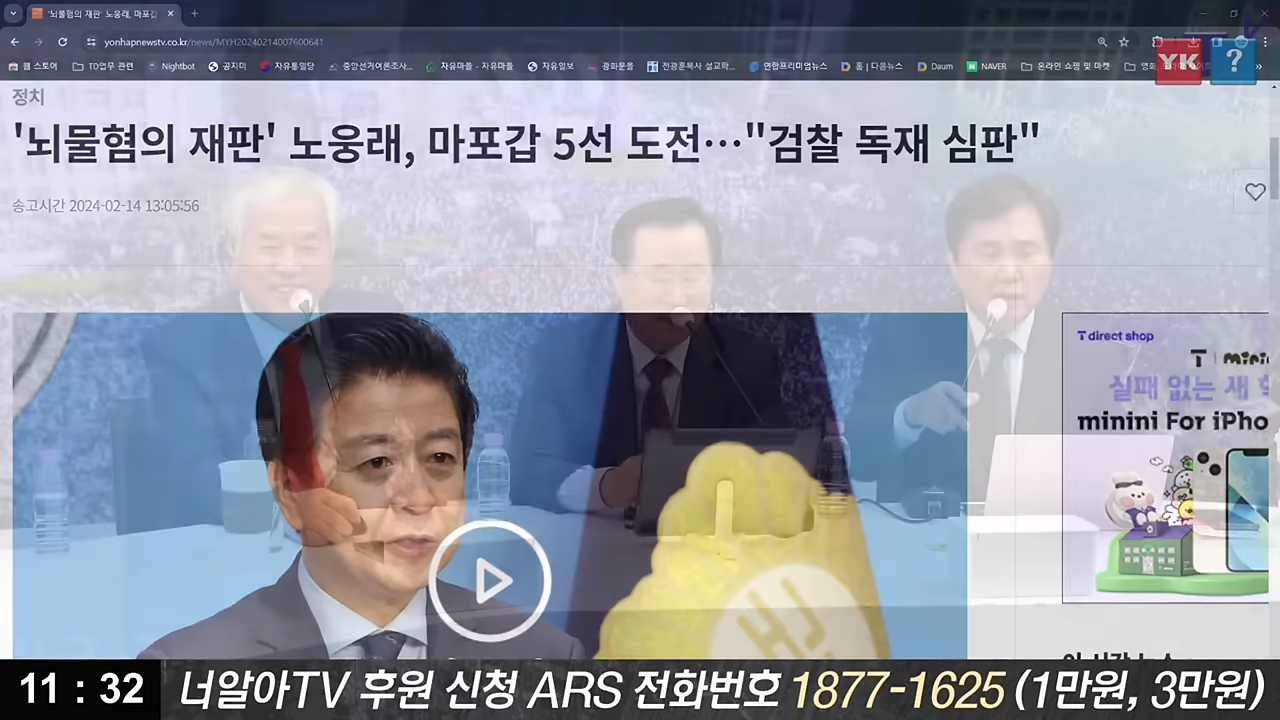 '뇌물혐의 재판' 노웅래, 마포갑
yonhapnewstv.co.kr/news/MYH20240214007600641
웹 스토어 TD업무 관련 Nightbot 공지미 자유통일당 중앙선거여론조사... 자유마을 - 자유마을 자유일보 광화문몰 전광훈목사 설교학... 연합프리미엄뉴스 홈 | 다음뉴스 Daum NAVER 온라인 쇼핑 및 마켓
YK ?
정치
'뇌물혐의 재판' 노웅래, 마포갑 5선 도전…"검찰 독재 심판"
송고시간 2024-02-14 13:05:56
T direct shop
실패 없는 새
minini For iPho
11 : 32 너알아TV 후원 신청 ARS 전화번호 1877-1625 (1만원, 3만원)